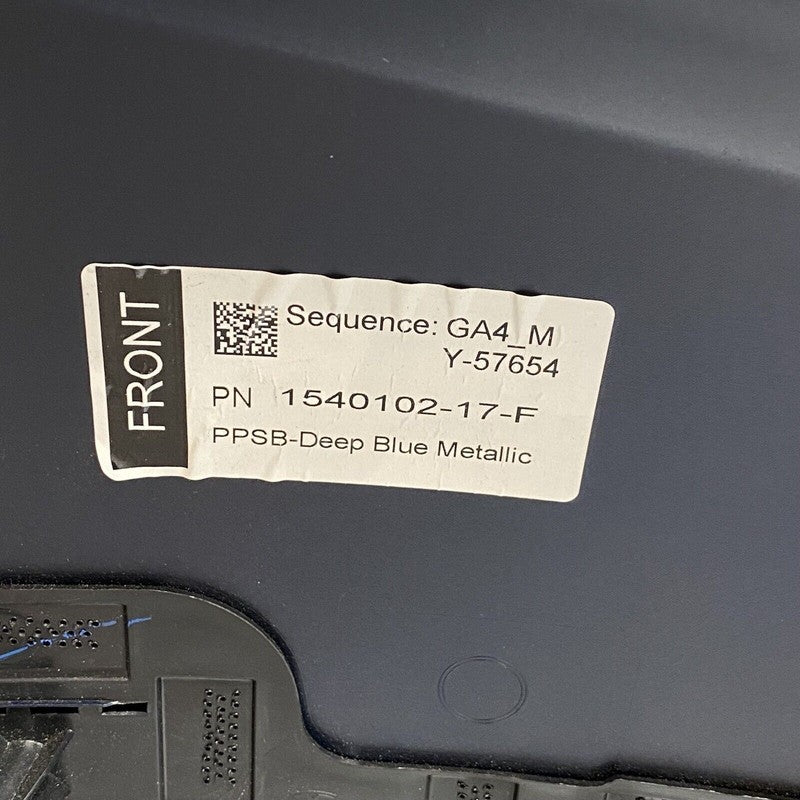 FRONT
Sequence: GA4_M
Y-57654
PN 1540102-17-F
PPSB-Deep Blue Metallic